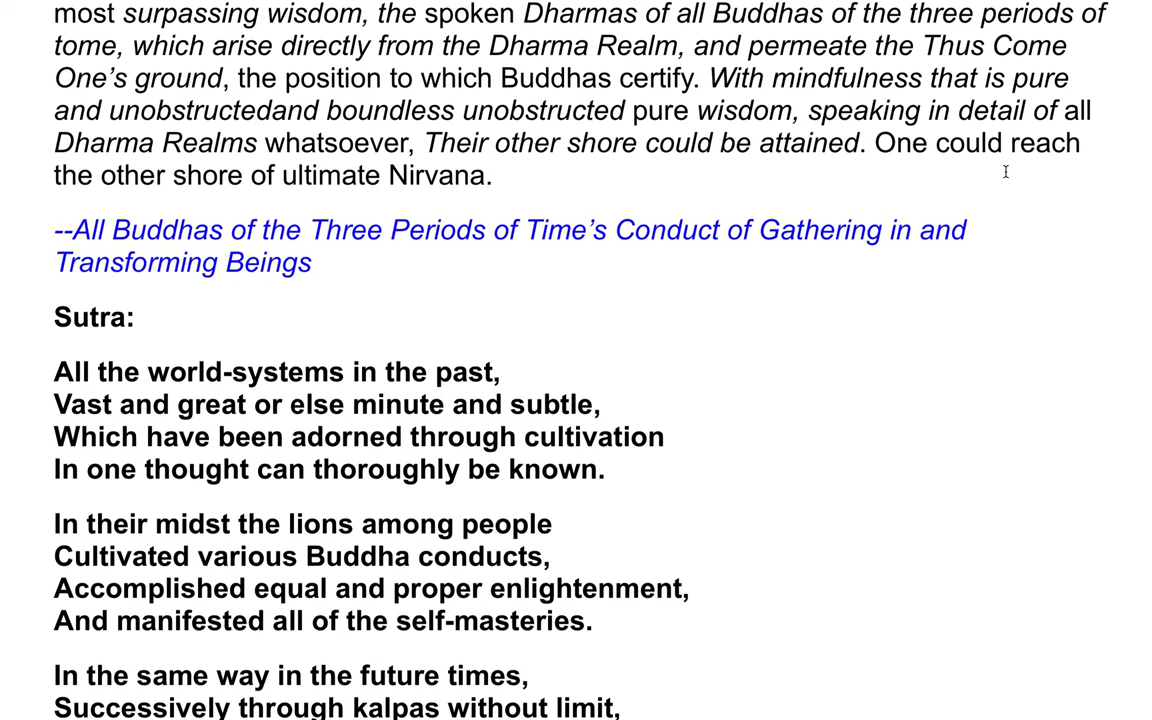 most surpassing wisdom, the spoken Dharmas of all Buddhas of the three periods of
tome, which arise directly from the Dharma Realm, and permeate the Thus Come
One’s ground, the position to which Buddhas certify. With mindfulness that is pure
and unobstructedand boundless unobstructed pure wisdom, speaking in detail of all
Dharma Realms whatsoever, Their other shore could be attained. One could reach
the other shore of ultimate Nirvana.
--All Buddhas of the Three Periods of Time’s Conduct of Gathering in and
Transforming Beings
Sutra:
All the world-systems in the past,
Vast and great or else minute and subtle,
Which have been adorned through cultivation
In one thought can thoroughly be known.
In their midst the lions among people
Cultivated various Buddha conducts,
Accomplished equal and proper enlightenment,
And manifested all of the self-masteries.
In the same way in the future times,
Successively through kalpas without limit,